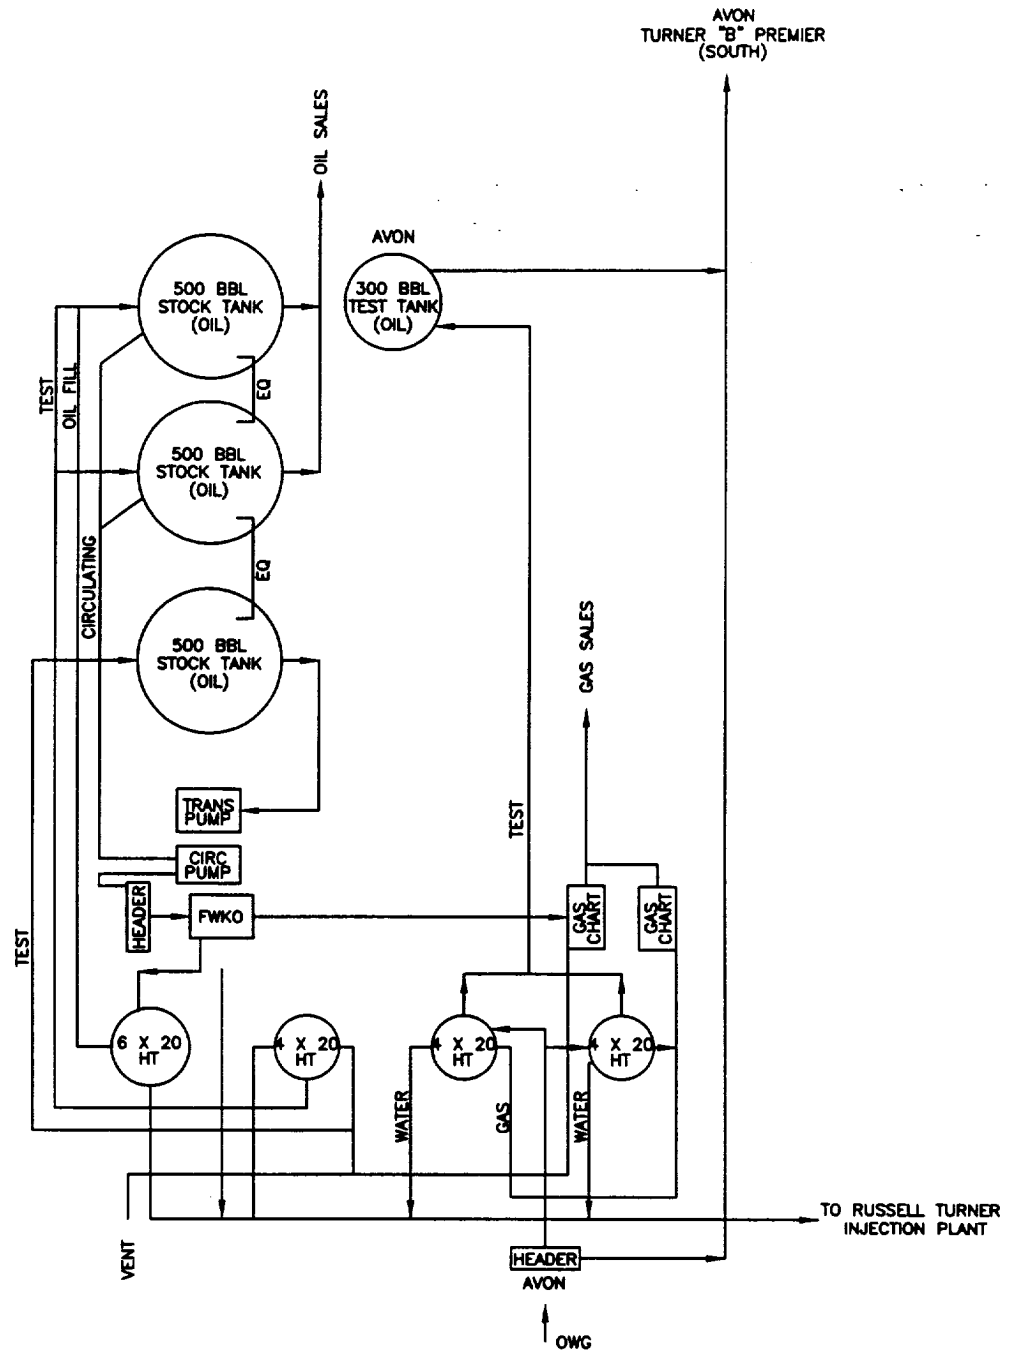 AVON
TURNER "B" PREMIER
(SOUTH)
OIL SALES
AVON
500 BBL
STOCK TANK
(OIL)
300 BBL
TEST TANK
(OIL)
TEST
OIL FILL
EQ
500 BBL
STOCK TANK
(OIL)
CIRCULATING
EQ
500 BBL
STOCK TANK
(OIL)
GAS SALES
TRANS
PUMP
TEST
CIRC
PUMP
HEADER
FWKO
GAS
CHART
GAS
CHART
TEST
6 X 20
HT
4 X 20
HT
4 X 20
HT
4 X 20
HT
WATER
GAS
WATER
TO RUSSELL TURNER
INJECTION PLANT
VENT
HEADER
AVON
OWG